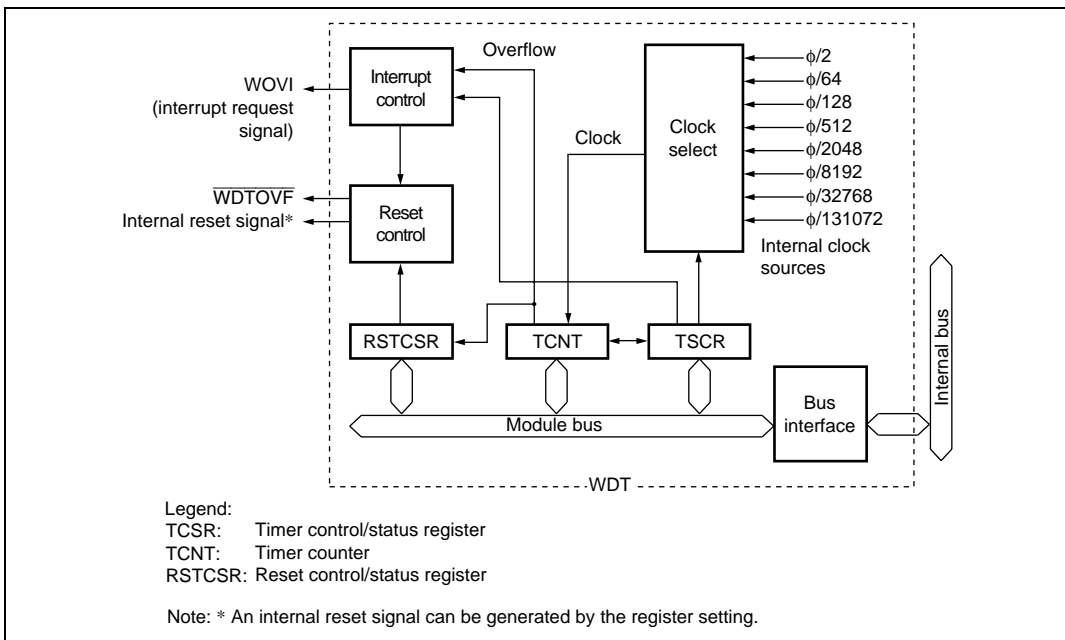 Overflow
Interrupt
control
WOVI
(interrupt request
signal)
Clock
Clock
select
ϕ/2
ϕ/64
ϕ/128
ϕ/512
ϕ/2048
ϕ/8192
ϕ/32768
ϕ/131072
Internal clock
sources
WDTOVF
Internal reset signal*
Reset
control
RSTCSR
TCNT
TSCR
Module bus
Bus
interface
Internal bus
WDT
Legend:
TCSR: Timer control/status register
TCNT: Timer counter
RSTCSR: Reset control/status register
Note: * An internal reset signal can be generated by the register setting.